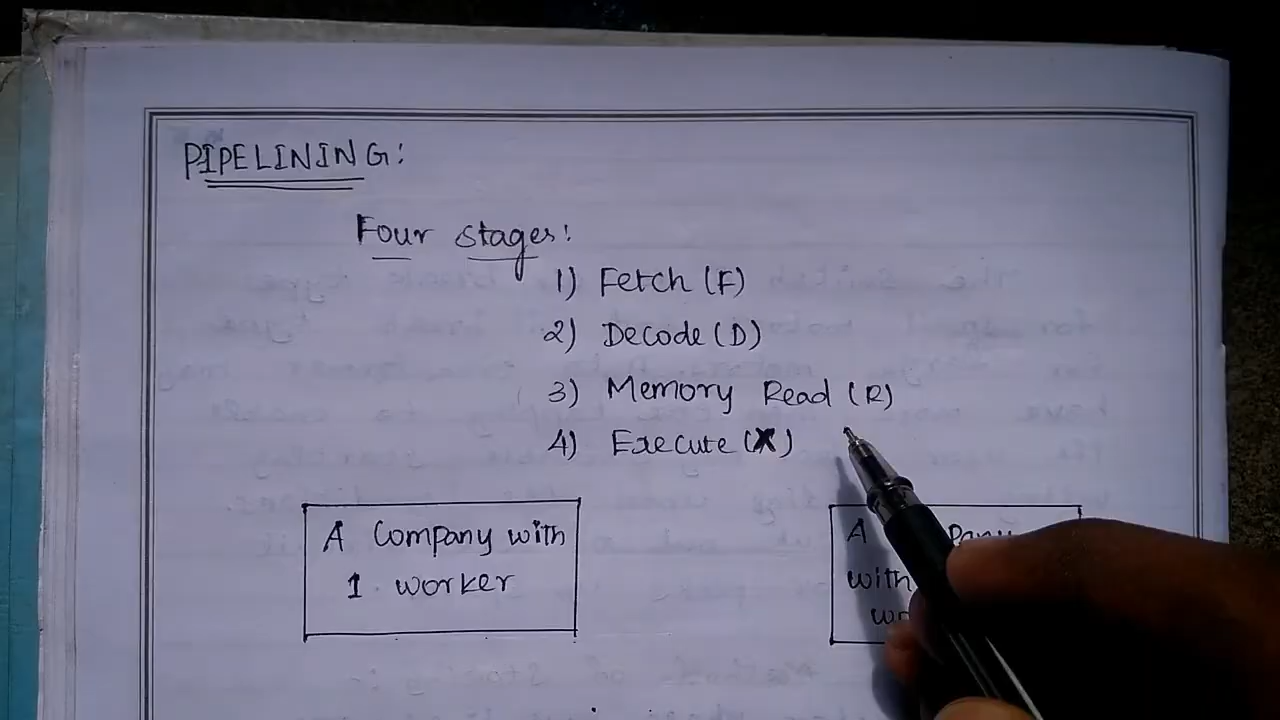 PIPELINING:
Four stages:
1) Fetch (F)
2) Decode (D)
3) Memory Read (R)
4) Execute (X)
A Company with
1 worker
A
with